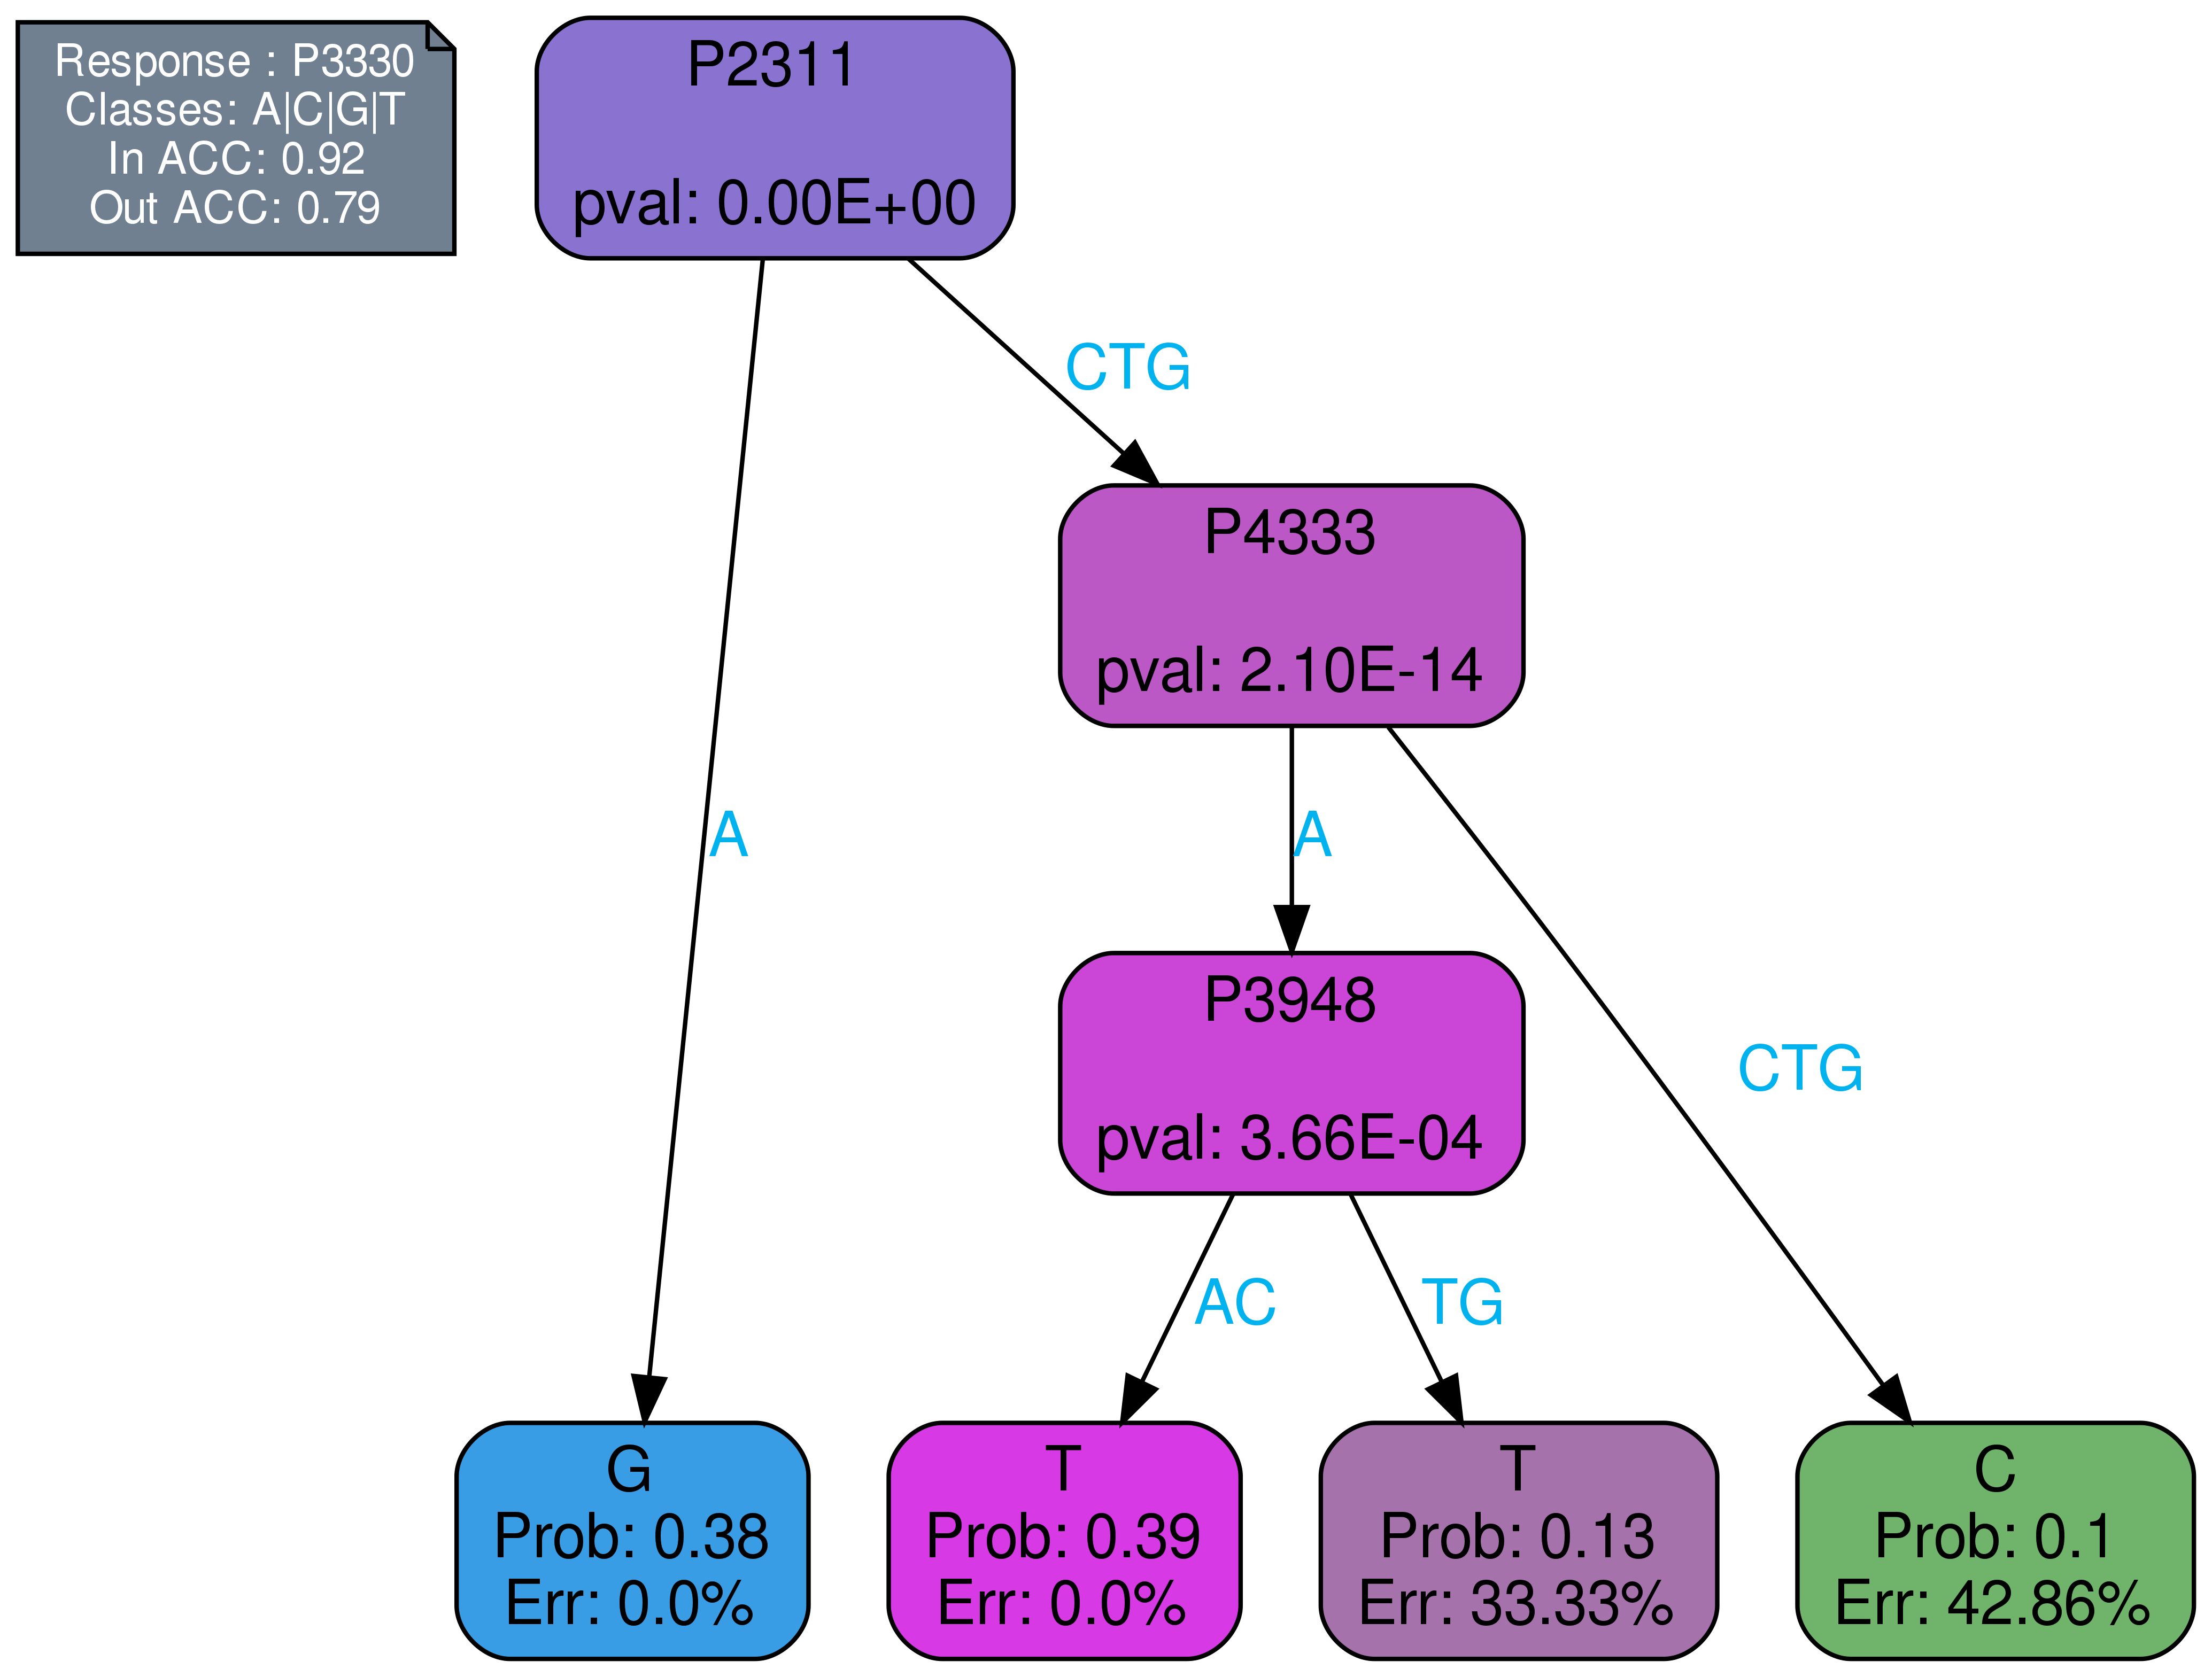 Response : P3330
Classes: A|C|G|T
In ACC: 0.92
Out ACC: 0.79
P2311
pval: 0.00E+00
CTG
P4333
pval: 2.10E-14
A
A
P3948
pval: 3.66E-04
CTG
AC
TG
G
Prob: 0.38
Err: 0.0%
T
Prob: 0.39
Err: 0.0%
T
Prob: 0.13
Err: 33.33%
C
Prob: 0.1
Err: 42.86%